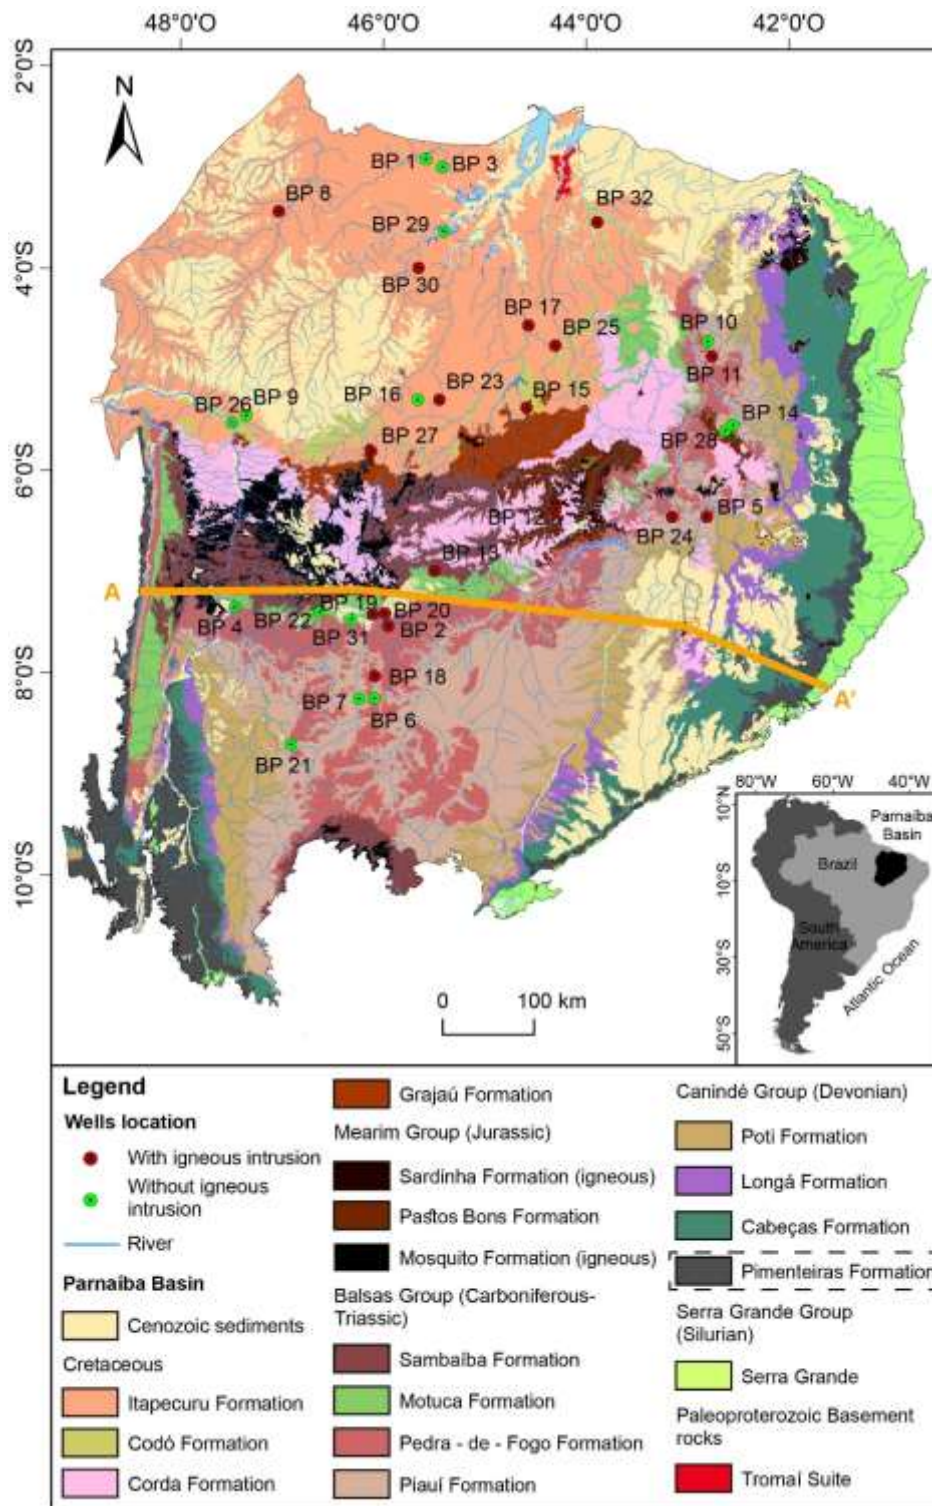 48°0'O 46°0'O 44°0'O 42°0'O
2°0'S
N
BP 1
BP 3
BP 8
BP 32
BP 29
4°0'S
BP 30
BP 17
BP 25
BP 10
BP 11
BP 23
BP 16
BP 15
BP 9
BP 26
BP 14
BP 28
BP 27
6°0'S
BP 12
BP 5
BP 24
BP 13
A
BP 19
BP 20
BP 4
BP 22
BP 31
BP 2
8°0'S
BP 18
A'
BP 7
BP 6
BP 21
10°0'S
0 100 km
80°W 60°W 40°W
10°N
Parnaíba
Basin
Brazil
10°S
South
America
30°S
Atlantic Ocean
50°S
Legend
Wells location
With igneous intrusion
Without igneous
intrusion
River
Parnaíba Basin
Cenozoic sediments
Cretaceous
Itapecuru Formation
Codó Formation
Corda Formation
Grajaú Formation
Mearim Group (Jurassic)
Sardinha Formation (igneous)
Pastos Bons Formation
Mosquito Formation (igneous)
Balsas Group (Carboniferous-
Triassic)
Sambaíba Formation
Motuca Formation
Pedra - de - Fogo Formation
Piauí Formation
Canindé Group (Devonian)
Poti Formation
Longá Formation
Cabeças Formation
Pimenteiras Formation
Serra Grande Group
(Silurian)
Serra Grande
Paleoproterozoic Basement
rocks
Tromaí Suite